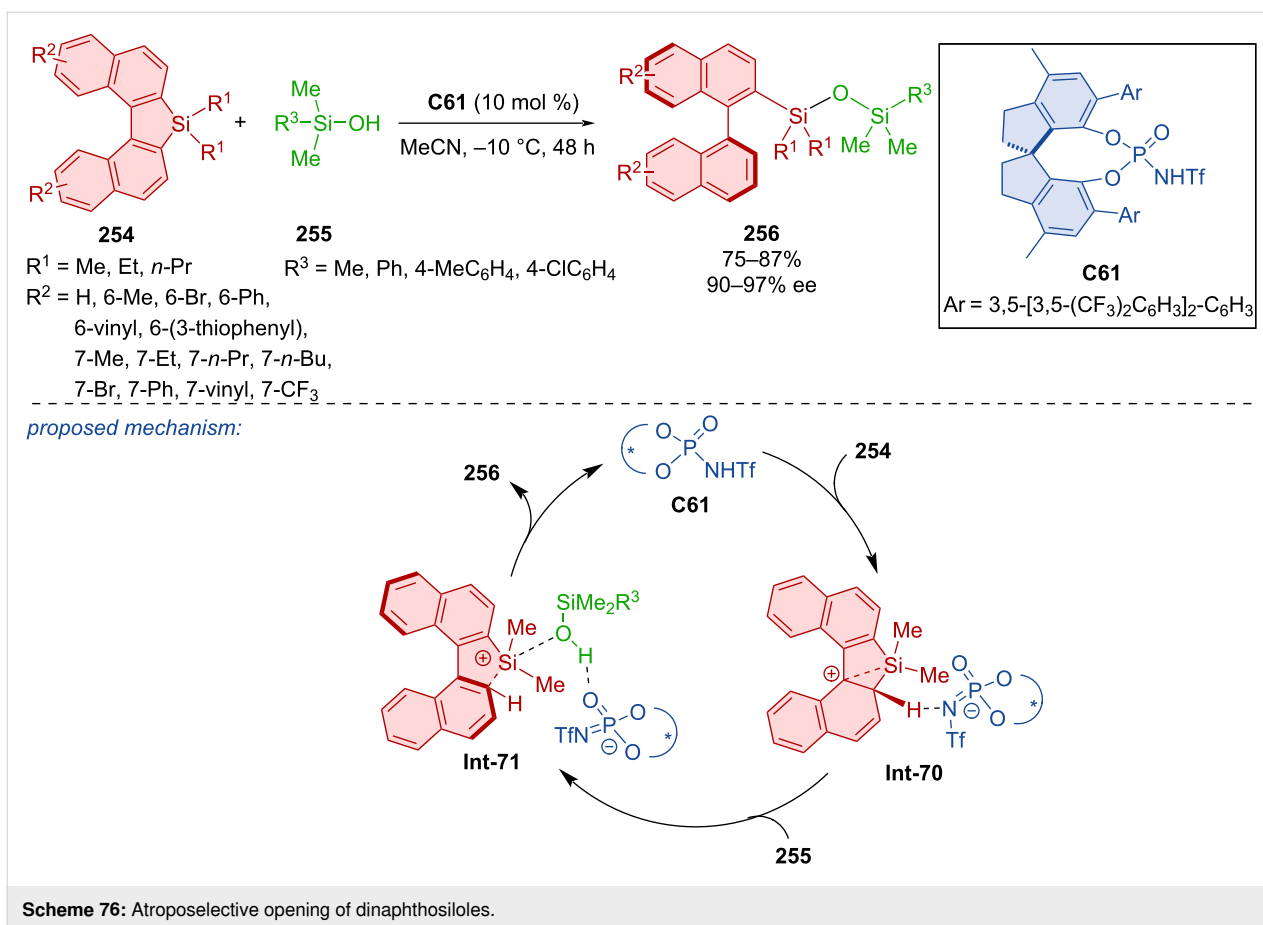 R2
R2
Si
R1
R1
+
Me
R3–Si–OH
Me
C61 (10 mol %)
MeCN, –10 °C, 48 h
R2
R2
Si
R1 R1
O
Si
R3
Me Me
Ar
O
O
P
O
NHTf
Ar
254
255
256
75–87%
90–97% ee
C61
Ar = 3,5-[3,5-(CF3)2C6H3]2-C6H3
R1 = Me, Et, n-Pr
R3 = Me, Ph, 4-MeC6H4, 4-ClC6H4
R2 = H, 6-Me, 6-Br, 6-Ph,
6-vinyl, 6-(3-thiophenyl),
7-Me, 7-Et, 7-n-Pr, 7-n-Bu,
7-Br, 7-Ph, 7-vinyl, 7-CF3
proposed mechanism:
*
O
O
P
O
NHTf
C61
254
256
SiMe2R3
O
H
Me
⊕
Si
Me
H
O
TfN=P
⊖
O
O
*
Int-71
Me
Si
Me
⊕
H
N
Tf
O
P
⊖
O
O
*
Int-70
255
Scheme 76: Atroposelective opening of dinaphthosiloles.